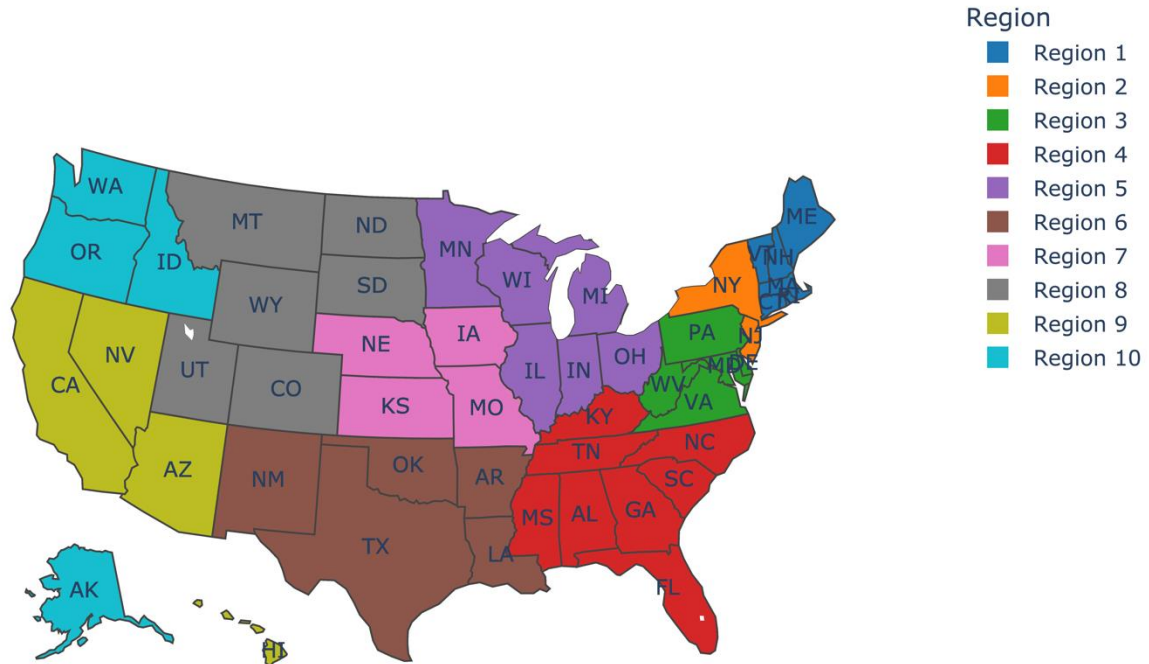 Region
Region 1
Region 2
Region 3
Region 4
Region 5
Region 6
Region 7
Region 8
Region 9
Region 10
WA
ME
MT
ND
OR
MN
VT NH
ID
WI
NY
MA
SD
MI
CT RI
WY
PA
NJ
IA
NE
NV
OH
MD DE
UT
IL
IN
CA
CO
WV
VA
KS
MO
KY
NC
TN
OK
AZ
AR
SC
NM
GA
MS
AL
TX
LA
AK
FL
HI